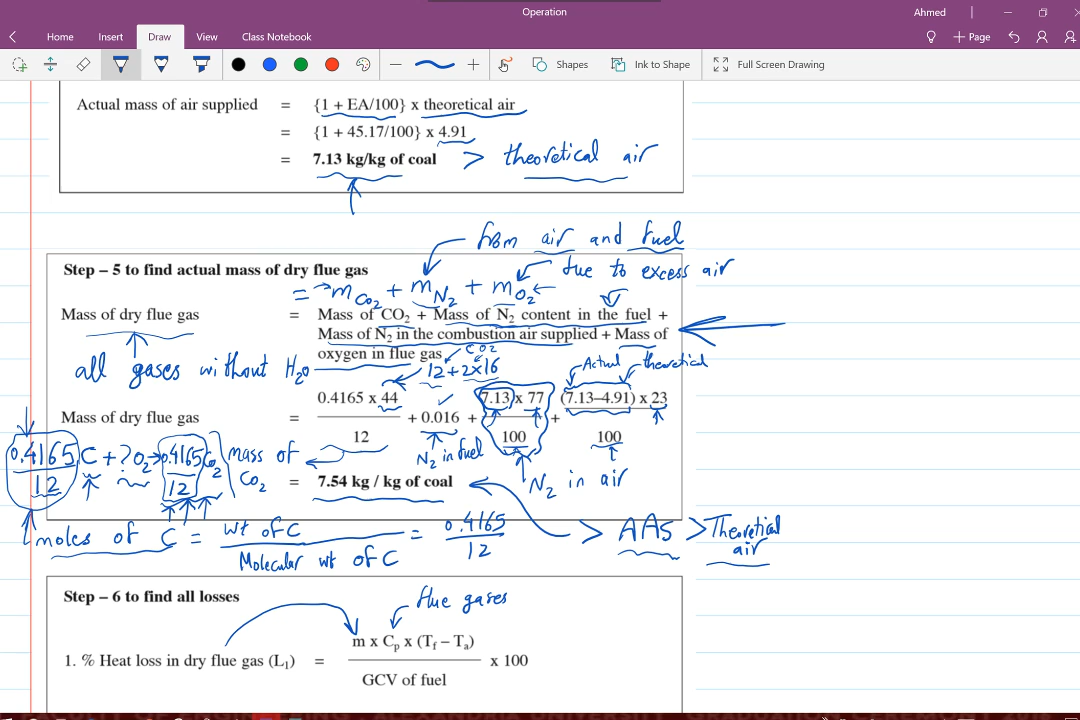 Operation
Ahmed
Home Insert Draw View Class Notebook
Page
Shapes Ink to Shape Full Screen Drawing
Actual mass of air supplied = {1 + EA/100} x theoretical air
= {1 + 45.17/100} x 4.91
= 7.13 kg/kg of coal > theoretical air
from air and fuel
Step – 5 to find actual mass of dry flue gas
due to excess air
= mCO2 + mN2 + mO2
Mass of dry flue gas = Mass of CO2 + Mass of N2 content in the fuel +
Mass of N2 in the combustion air supplied + Mass of
oxygen in flue gas
all gases without H2O
CO2
12+2x16
Actual theoretical
0.4165 x 44 7.13 x 77 (7.13–4.91) x 23
Mass of dry flue gas = + 0.016 + +
12 100 100
0.4165 C + ? O2 → 0.4165 CO2
12 12
mass of CO2
N2 in fuel
N2 in air
= 7.54 kg / kg of coal
> AAS > Theoretical air
moles of C = wt of C = 0.4165
Molecular wt of C 12
Step – 6 to find all losses
flue gases
m x Cp x (Tf – Ta)
1. % Heat loss in dry flue gas (L1) = x 100
GCV of fuel